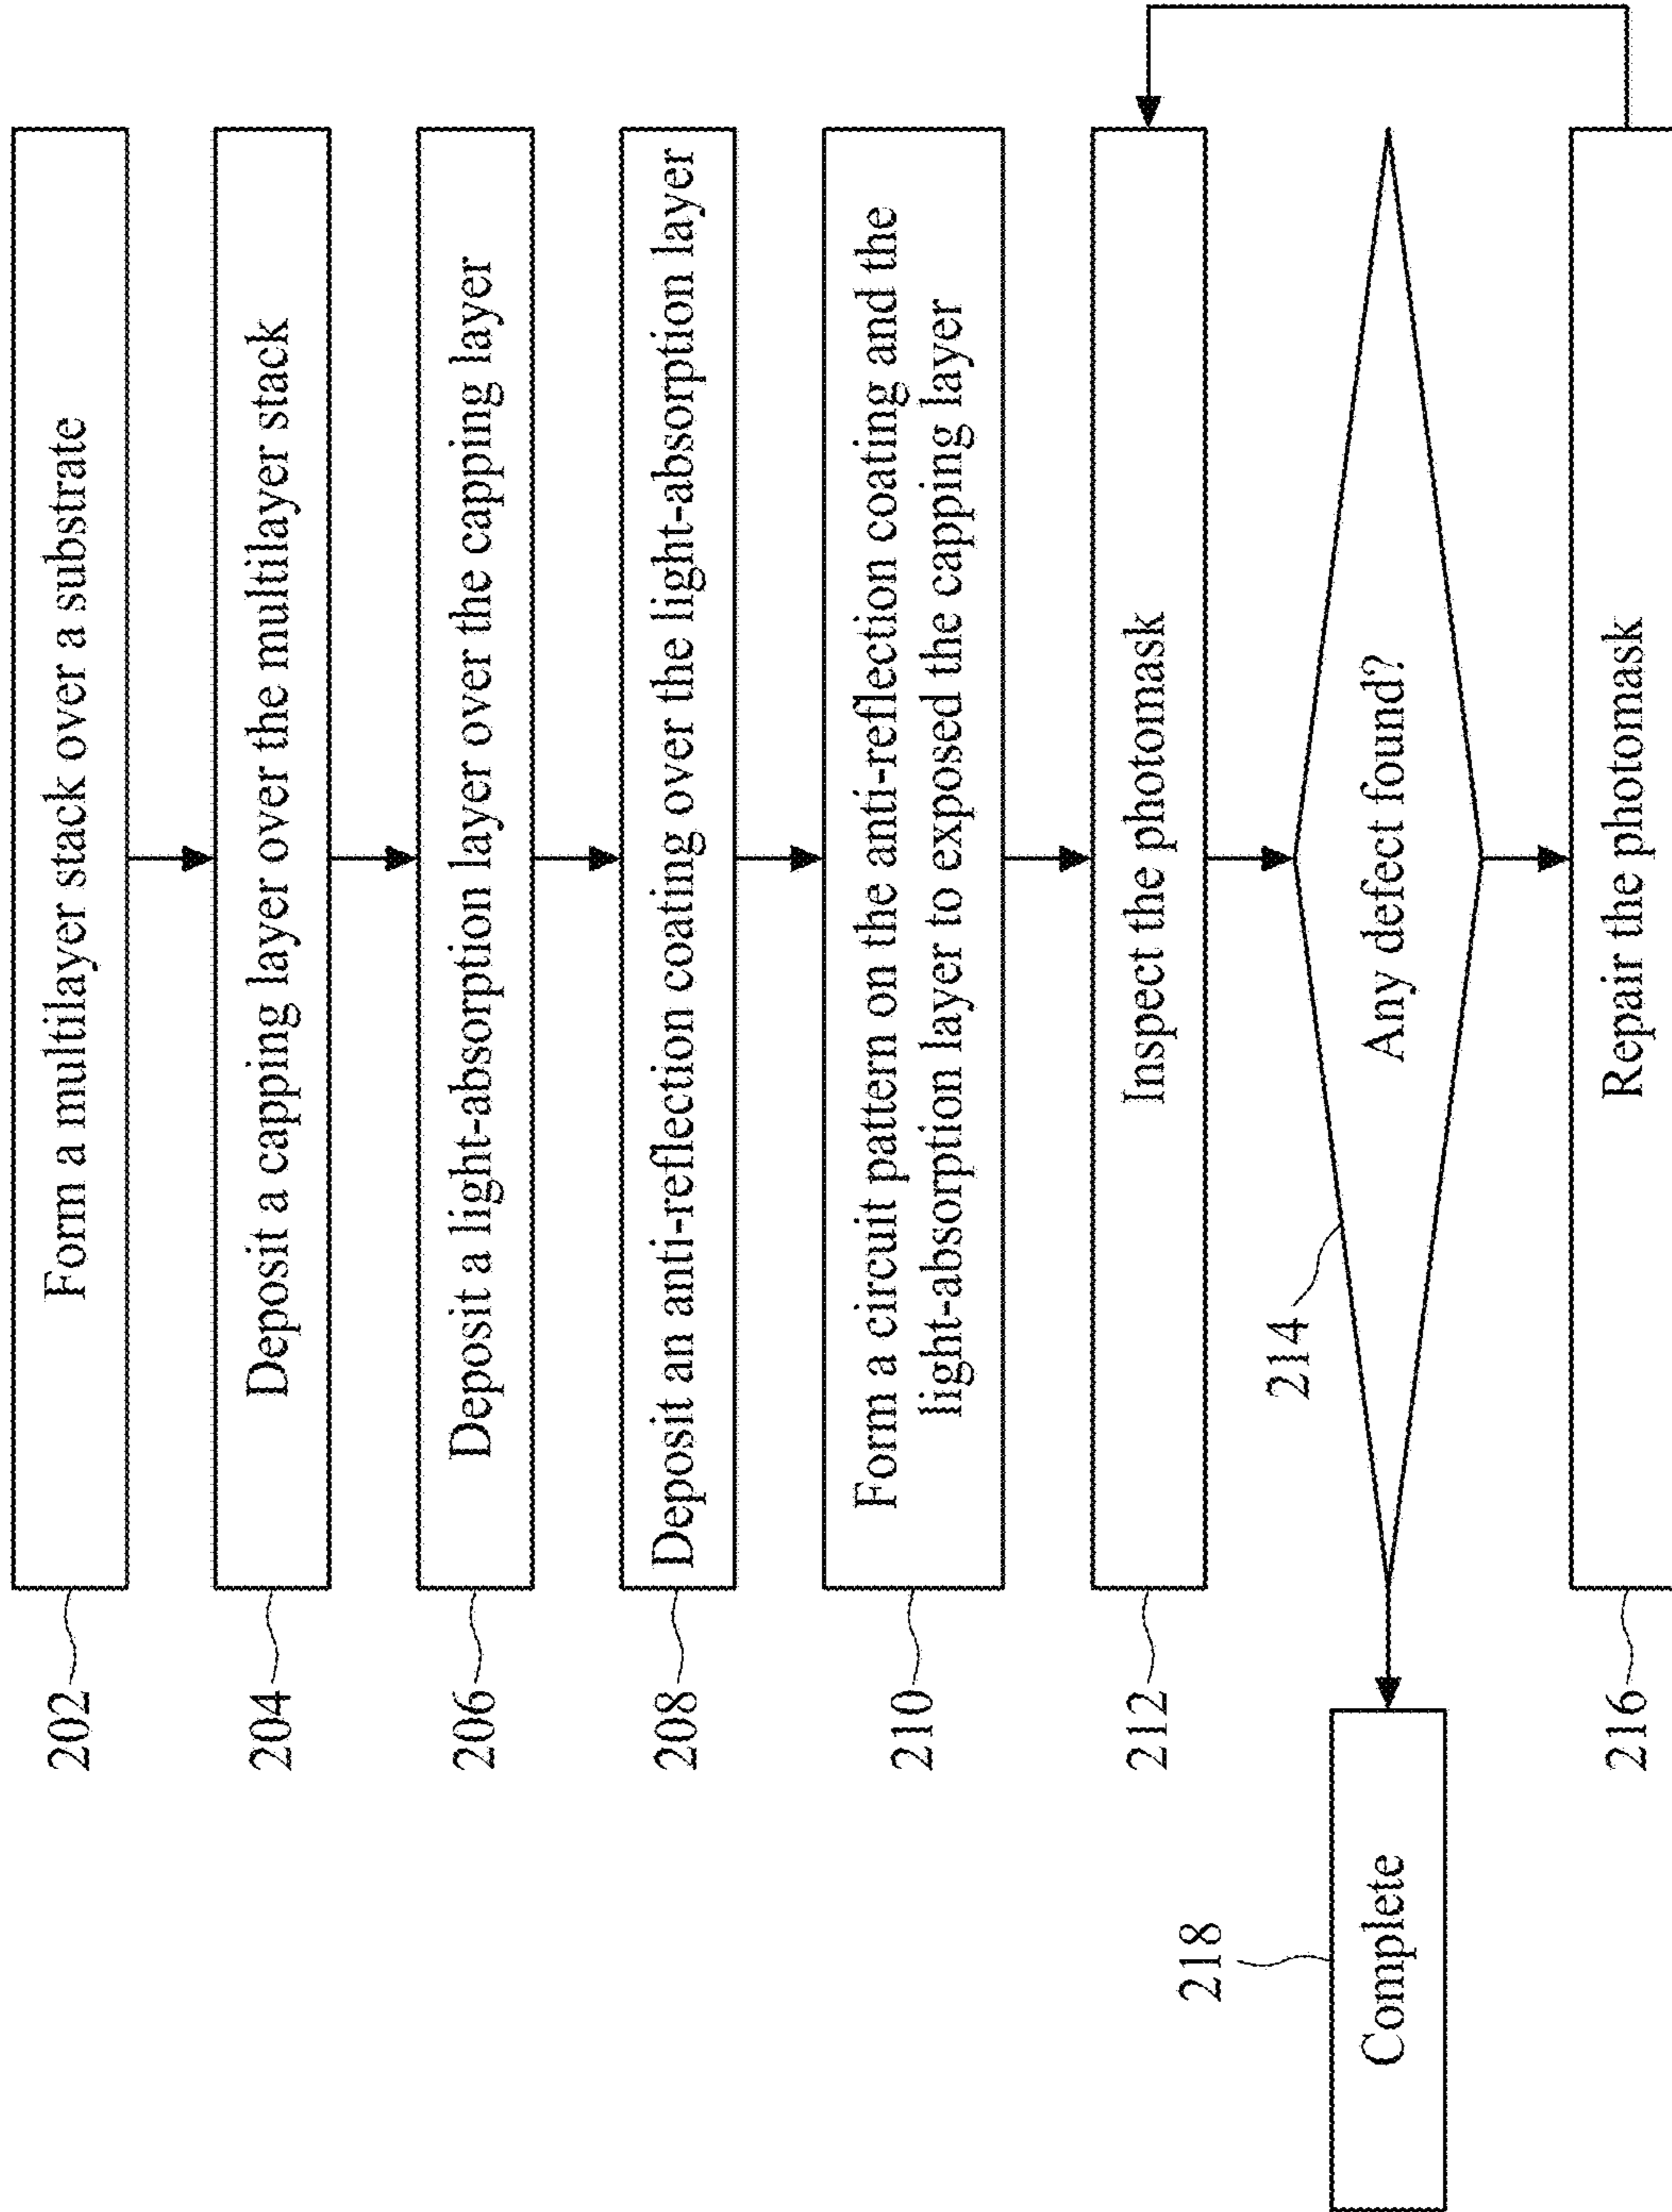 202
Form a multilayer stack over a substrate
204
Deposit a capping layer over the multilayer stack
206
Deposit a light-absorption layer over the capping layer
208
Deposit an anti-reflection coating over the light-absorption layer
210
Form a circuit pattern on the anti-reflection coating and the
light-absorption layer to exposed the capping layer
212
Inspect the photomask
214
Any defect found?
218
Complete
216
Repair the photomask